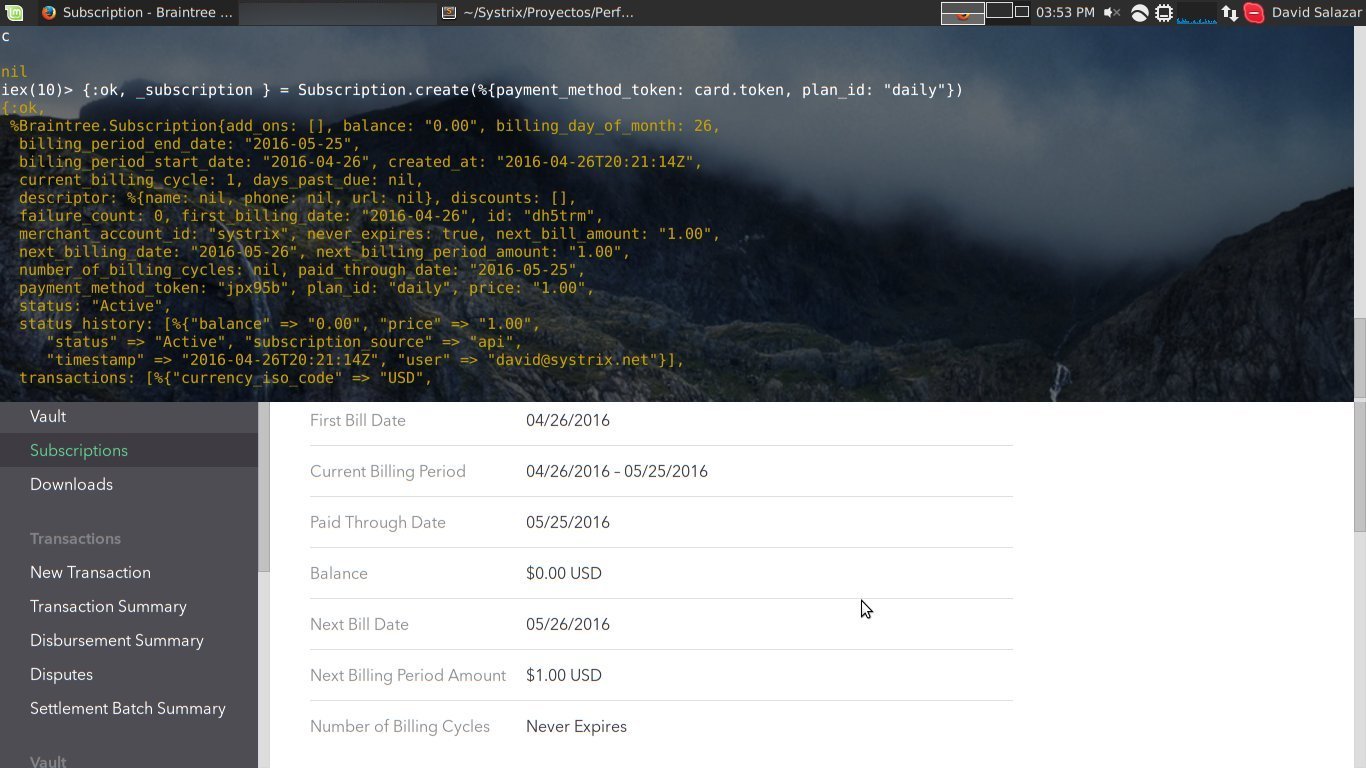 Subscription - Braintree ...
~/Systrix/Proyectos/Perf...
03:53 PM
David Salazar
c
nil
iex(10)> {:ok, _subscription } = Subscription.create(%{payment_method_token: card.token, plan_id: "daily"})
{:ok,
%Braintree.Subscription{add_ons: [], balance: "0.00", billing_day_of_month: 26,
billing_period_end_date: "2016-05-25",
billing_period_start_date: "2016-04-26", created_at: "2016-04-26T20:21:14Z",
current_billing_cycle: 1, days_past_due: nil,
descriptor: %{name: nil, phone: nil, url: nil}, discounts: [],
failure_count: 0, first_billing_date: "2016-04-26", id: "dh5trm",
merchant_account_id: "systrix", never_expires: true, next_bill_amount: "1.00",
next_billing_date: "2016-05-26", next_billing_period_amount: "1.00",
number_of_billing_cycles: nil, paid_through_date: "2016-05-25",
payment_method_token: "jpx95b", plan_id: "daily", price: "1.00",
status: "Active",
status_history: [%{"balance" => "0.00", "price" => "1.00",
"status" => "Active", "subscription_source" => "api",
"timestamp" => "2016-04-26T20:21:14Z", "user" => "david@systrix.net"}],
transactions: [%{"currency_iso_code" => "USD",
Vault
Subscriptions
Downloads
Transactions
New Transaction
Transaction Summary
Disbursement Summary
Disputes
Settlement Batch Summary
Vault
First Bill Date 04/26/2016
Current Billing Period 04/26/2016 – 05/25/2016
Paid Through Date 05/25/2016
Balance $0.00 USD
Next Bill Date 05/26/2016
Next Billing Period Amount $1.00 USD
Number of Billing Cycles Never Expires